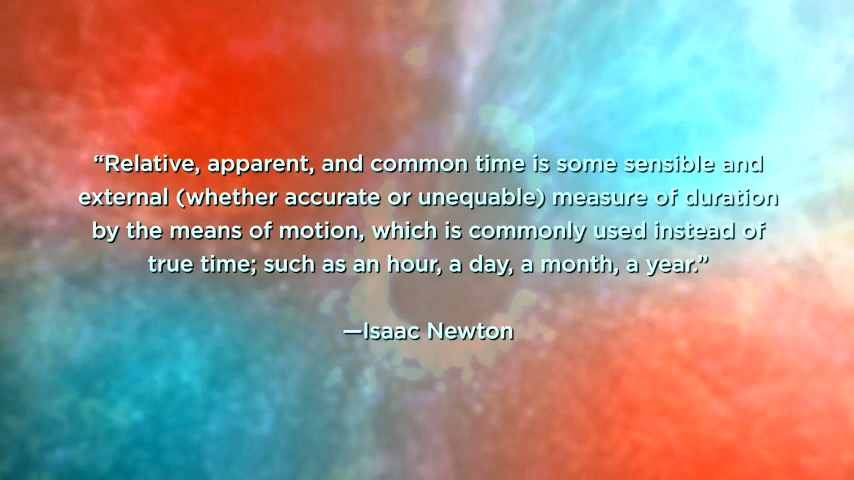 “Relative, apparent, and common time is some sensible and
external (whether accurate or unequable) measure of duration
by the means of motion, which is commonly used instead of
true time; such as an hour, a day, a month, a year.”
—Isaac Newton